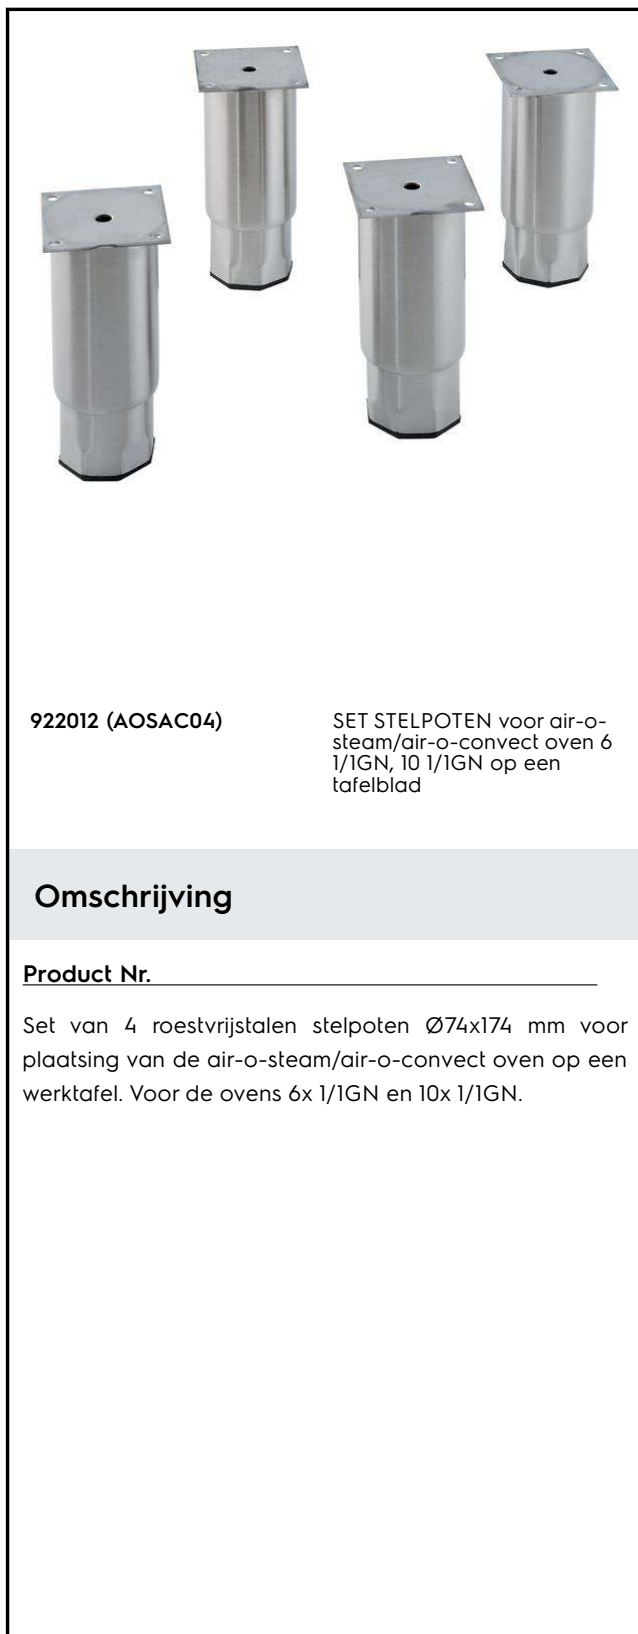 922012 (AOSAC04)
SET STELPOTEN voor air-o-
steam/air-o-convect oven 6
1/1GN, 10 1/1GN op een
tafelblad
Omschrijving
Product Nr.
Set van 4 roestvrijstalen stelpoten Ø74x174 mm voor
plaatsing van de air-o-steam/air-o-convect oven op een
werktafel. Voor de ovens 6x 1/1GN en 10x 1/1GN.